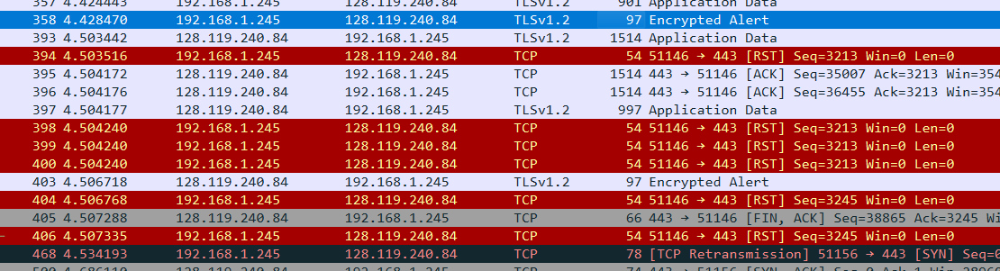 357 4.424443 192.168.1.245 128.119.240.84 TLSv1.2 901 Application Data
358 4.428470 192.168.1.245 128.119.240.84 TLSv1.2 97 Encrypted Alert
393 4.503442 128.119.240.84 192.168.1.245 TLSv1.2 1514 Application Data
394 4.503516 192.168.1.245 128.119.240.84 TCP 54 51146 → 443 [RST] Seq=3213 Win=0 Len=0
395 4.504172 128.119.240.84 192.168.1.245 TCP 1514 443 → 51146 [ACK] Seq=35007 Ack=3213 Win=354
396 4.504176 128.119.240.84 192.168.1.245 TCP 1514 443 → 51146 [ACK] Seq=36455 Ack=3213 Win=354
397 4.504177 128.119.240.84 192.168.1.245 TLSv1.2 997 Application Data
398 4.504240 192.168.1.245 128.119.240.84 TCP 54 51146 → 443 [RST] Seq=3213 Win=0 Len=0
399 4.504240 192.168.1.245 128.119.240.84 TCP 54 51146 → 443 [RST] Seq=3213 Win=0 Len=0
400 4.504240 192.168.1.245 128.119.240.84 TCP 54 51146 → 443 [RST] Seq=3213 Win=0 Len=0
403 4.506718 128.119.240.84 192.168.1.245 TLSv1.2 97 Encrypted Alert
404 4.506768 192.168.1.245 128.119.240.84 TCP 54 51146 → 443 [RST] Seq=3245 Win=0 Len=0
405 4.507288 128.119.240.84 192.168.1.245 TCP 66 443 → 51146 [FIN, ACK] Seq=38865 Ack=3245 Wi
406 4.507335 192.168.1.245 128.119.240.84 TCP 54 51146 → 443 [RST] Seq=3245 Win=0 Len=0
468 4.534193 192.168.1.245 128.119.240.84 TCP 78 [TCP Retransmission] 51156 → 443 [SYN] Seq=0